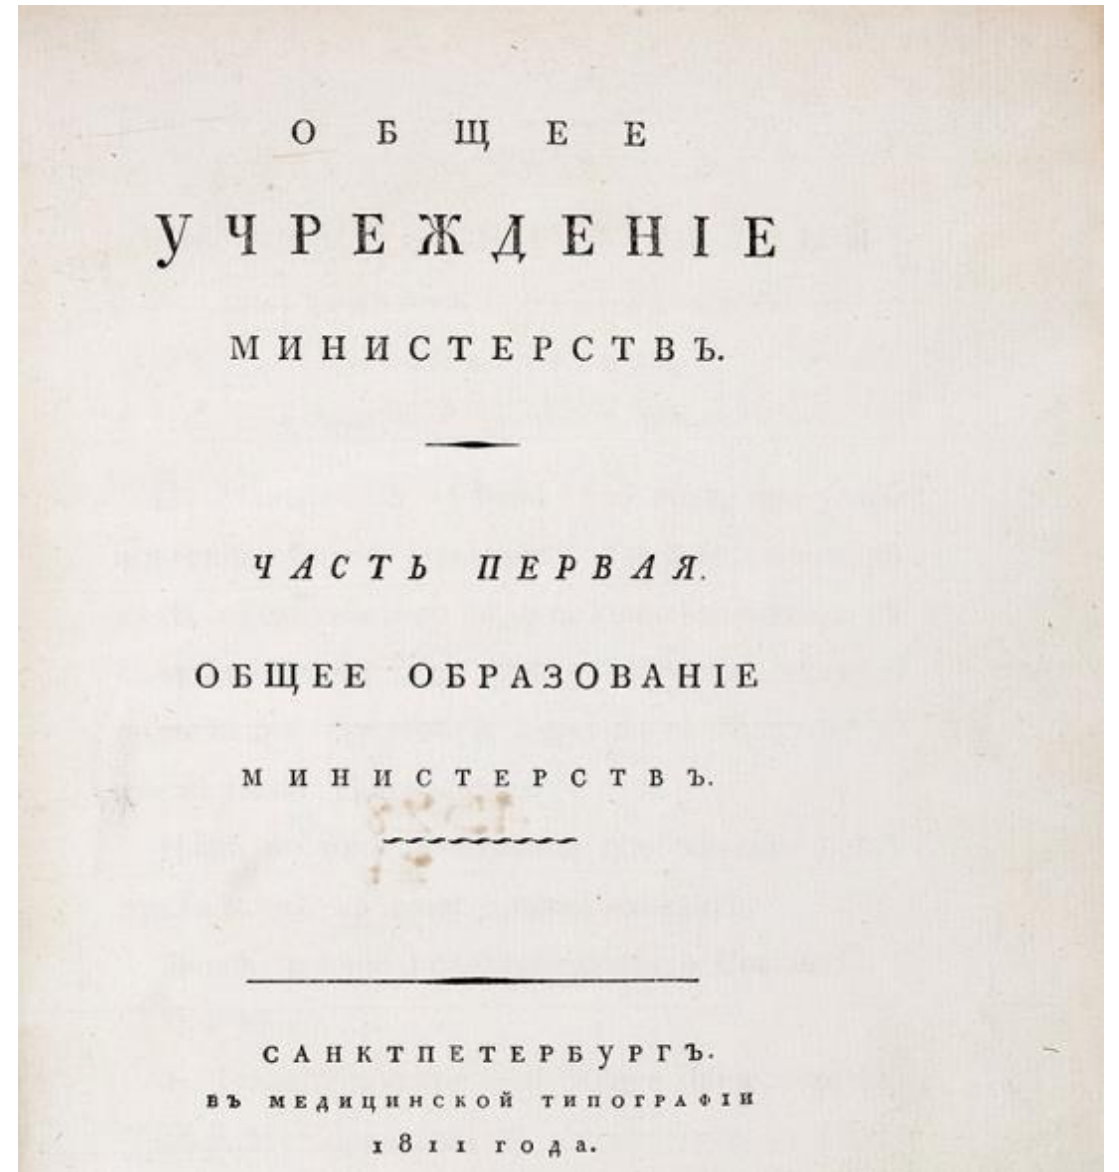 ОБЩЕЕ
УЧРЕЖДЕНІЕ
МИНИСТЕРСТВЪ.
ЧАСТЬ ПЕРВАЯ.
ОБЩЕЕ ОБРАЗОВАНІЕ
МИНИСТЕРСТВЪ.
САНКТПЕТЕРБУРГЪ.
ВЪ МЕДИЦИНСКОЙ ТИПОГРАФІИ
1811 года.